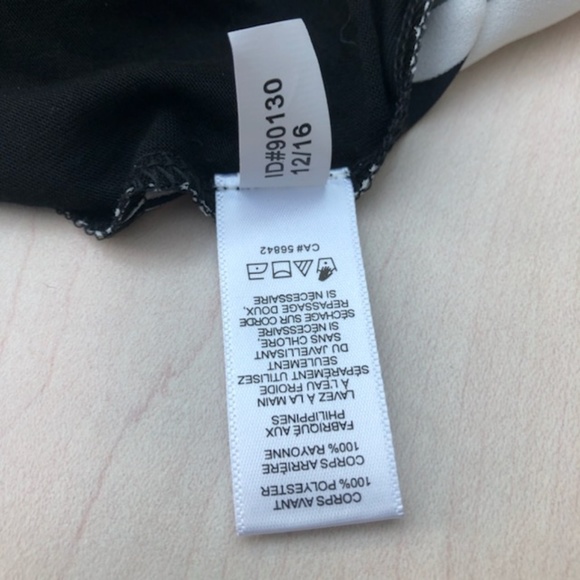 ID#90130
12/16
CORPS AVANT
100% POLYESTER
CORPS ARRIÈRE
100% RAYONNE
FABRIQUÉ AUX
PHILIPPINES
LAVEZ À LA MAIN
À L'EAU FROIDE
SÉPARÉMENT UTILISEZ
SEULEMENT
DU JAVELLISANT
SANS CHLORE,
SI NÉCESSAIRE
SÉCHAGE SUR CORDE
REPASSAGE DOUX,
SI NÉCESSAIRE
CA# 56842